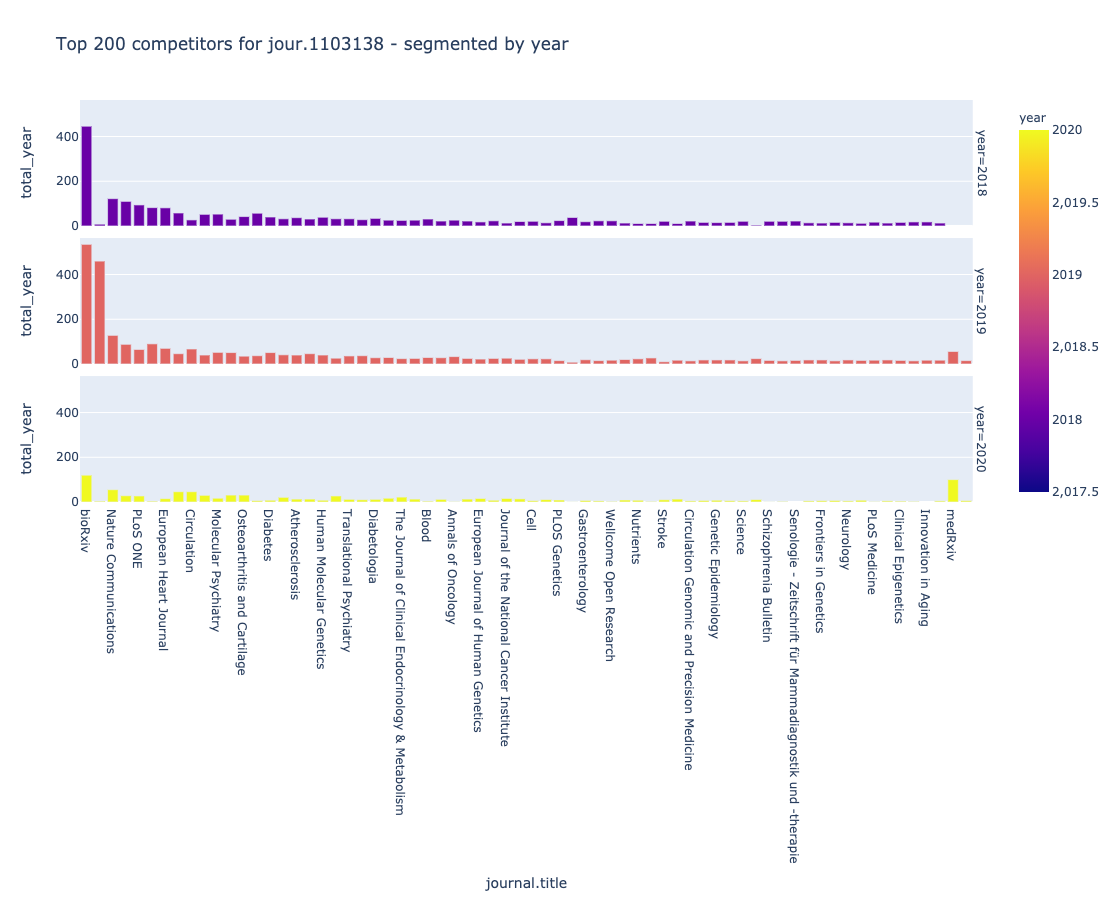 Top 200 competitors for jour.1103138 - segmented by year
total_year
400
200
0
year=2018
total_year
400
200
0
year=2019
total_year
400
200
0
year=2020
bioRxiv
Nature Communications
PLoS ONE
European Heart Journal
Circulation
Molecular Psychiatry
Osteoarthritis and Cartilage
Diabetes
Atherosclerosis
Human Molecular Genetics
Translational Psychiatry
Diabetologia
The Journal of Clinical Endocrinology & Metabolism
Blood
Annals of Oncology
European Journal of Human Genetics
Journal of the National Cancer Institute
Cell
PLOS Genetics
Gastroenterology
Wellcome Open Research
Nutrients
Stroke
Circulation Genomic and Precision Medicine
Genetic Epidemiology
Science
Schizophrenia Bulletin
Senologie - Zeitschrift für Mammadiagnostik und -therapie
Frontiers in Genetics
Neurology
PLoS Medicine
Clinical Epigenetics
Innovation in Aging
medRxiv
journal.title
year
2020
2,019.5
2019
2,018.5
2018
2,017.5